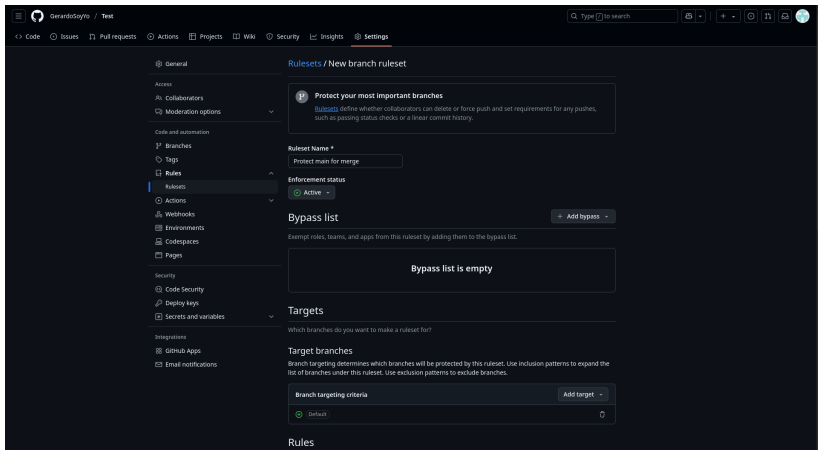 GerardoSoyYo / Test
Type / to search
Code Issues Pull requests Actions Projects Wiki Security Insights Settings
General
Access
Collaborators
Moderation options
Code and automation
Branches
Tags
Rules
Rulesets
Actions
Webhooks
Environments
Codespaces
Pages
Security
Code Security
Deploy keys
Secrets and variables
Integrations
GitHub Apps
Email notifications
Rulesets / New branch ruleset
Protect your most important branches
Rulesets define whether collaborators can delete or force push and set requirements for any pushes,
such as passing status checks or a linear commit history.
Ruleset Name *
Protect main for merge
Enforcement status
Active
Bypass list
Add bypass
Exempt roles, teams, and apps from this ruleset by adding them to the bypass list.
Bypass list is empty
Targets
Which branches do you want to make a ruleset for?
Target branches
Branch targeting determines which branches will be protected by this ruleset. Use inclusion patterns to expand the
list of branches under this ruleset. Use exclusion patterns to exclude branches.
Branch targeting criteria
Add target
Default
Rules